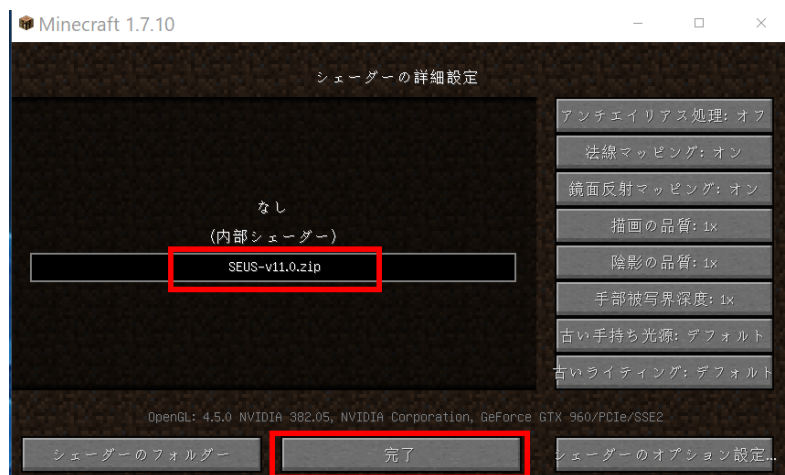 Minecraft 1.7.10
シェーダーの詳細設定
アンチエイリアス処理: オフ
法線マッピング: オン
鏡面反射マッピング: オン
描画の品質: 1x
陰影の品質: 1x
手部被写界深度: 1x
古い手持ち光源: デフォルト
古いライティング: デフォルト
なし
(内部シェーダー)
SEUS-v11.0.zip
OpenGL: 4.5.0 NVIDIA 382.05, NVIDIA Corporation, GeForce GTX 960/PCIe/SSE2
シェーダーのフォルダー
完了
シェーダーのオプション設定...